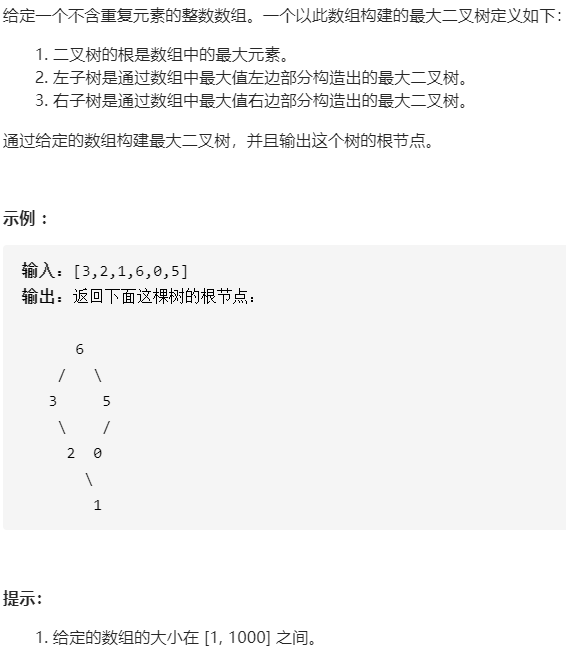 给定一个不含重复元素的整数数组。一个以此数组构建的最大二叉树定义如下：
1. 二叉树的根是数组中的最大元素。
2. 左子树是通过数组中最大值左边部分构造出的最大二叉树。
3. 右子树是通过数组中最大值右边部分构造出的最大二叉树。
通过给定的数组构建最大二叉树，并且输出这个树的根节点。
示例：
输入：[3,2,1,6,0,5]
输出：返回下面这棵树的根节点：
6
/ \
3 5
\ /
2 0
\
1
提示：
1. 给定的数组的大小在 [1, 1000] 之间。